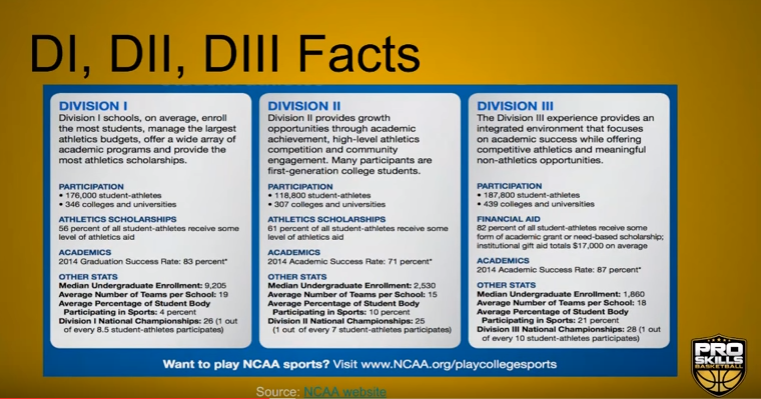 DI, DII, DIII Facts
DIVISION I
Division I schools, on average, enroll
the most students, manage the largest
athletics budgets, offer a wide array of
academic programs and provide the
most athletics scholarships.
PARTICIPATION
• 176,000 student-athletes
• 346 colleges and universities
ATHLETICS SCHOLARSHIPS
56 percent of all student-athletes receive some
level of athletics aid
ACADEMICS
2014 Graduation Success Rate: 83 percent*
OTHER STATS
Median Undergraduate Enrollment: 9,205
Average Number of Teams per School: 19
Average Percentage of Student Body
Participating in Sports: 4 percent
Division I National Championships: 26 (1 out
of every 8.5 student-athletes participates)
DIVISION II
Division II provides growth
opportunities through academic
achievement, high-level athletics
competition and community
engagement. Many participants are
first-generation college students.
PARTICIPATION
• 118,800 student-athletes
• 307 colleges and universities
ATHLETICS SCHOLARSHIPS
61 percent of all student-athletes receive some
level of athletics aid
ACADEMICS
2014 Academic Success Rate: 71 percent*
OTHER STATS
Median Undergraduate Enrollment: 2,530
Average Number of Teams per School: 15
Average Percentage of Student Body
Participating in Sports: 10 percent
Division II National Championships: 25
(1 out of every 7 student-athletes participates)
DIVISION III
The Division III experience provides an
integrated environment that focuses
on academic success while offering
competitive athletics and meaningful
non-athletics opportunities.
PARTICIPATION
• 187,800 student-athletes
• 439 colleges and universities
FINANCIAL AID
82 percent of all student-athletes receive some
form of academic grant or need-based scholarship;
institutional gift aid totals $17,000 on average
ACADEMICS
2014 Academic Success Rate: 87 percent*
OTHER STATS
Median Undergraduate Enrollment: 1,860
Average Number of Teams per School: 18
Average Percentage of Student Body
Participating in Sports: 21 percent
Division III National Championships: 28 (1 out
of every 10 student-athletes participates)
Want to play NCAA sports? Visit www.NCAA.org/playcollegesports
Source: NCAA website
PRO
SKILLS
BASKETBALL